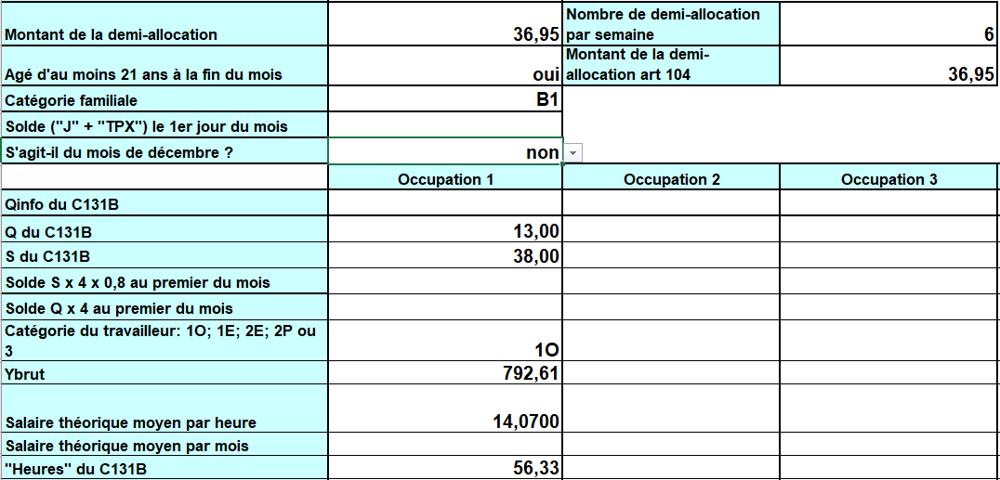 Montant de la demi-allocation 36,95 Nombre de demi-allocation par semaine 6
Agé d'au moins 21 ans à la fin du mois oui Montant de la demi-allocation art 104 36,95
Catégorie familiale B1
Solde ("J" + "TPX") le 1er jour du mois
S'agit-il du mois de décembre ? non
Occupation 1 Occupation 2 Occupation 3
Qinfo du C131B
Q du C131B 13,00
S du C131B 38,00
Solde S x 4 x 0,8 au premier du mois
Solde Q x 4 au premier du mois
Catégorie du travailleur: 1O; 1E; 2E; 2P ou
3 1O
Ybrut 792,61
Salaire théorique moyen par heure 14,0700
Salaire théorique moyen par mois
"Heures" du C131B 56,33